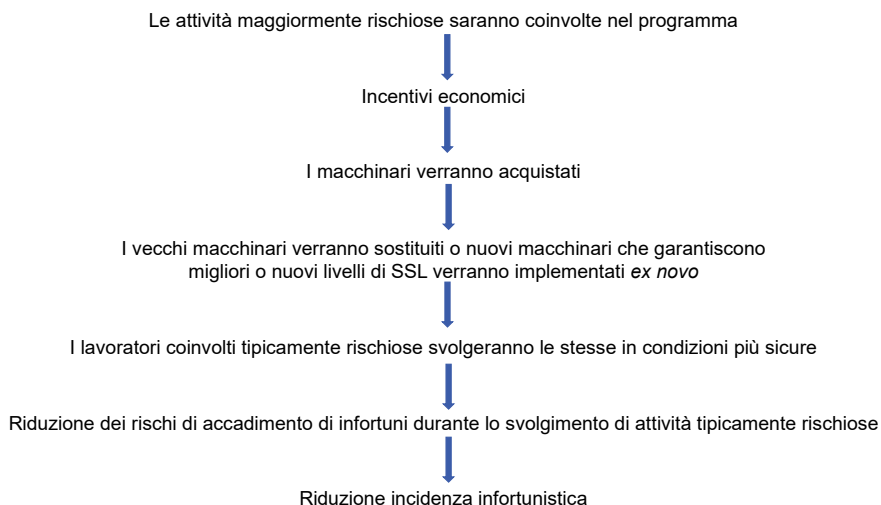 Le attività maggiormente rischiose saranno coinvolte nel programma
Incentivi economici
I macchinari verranno acquistati
I vecchi macchinari verranno sostituiti o nuovi macchinari che garantiscono
migliori o nuovi livelli di SSL verranno implementati ex novo
I lavoratori coinvolti tipicamente rischiose svolgeranno le stesse in condizioni più sicure
Riduzione dei rischi di accadimento di infortuni durante lo svolgimento di attività tipicamente rischiose
Riduzione incidenza infortunistica